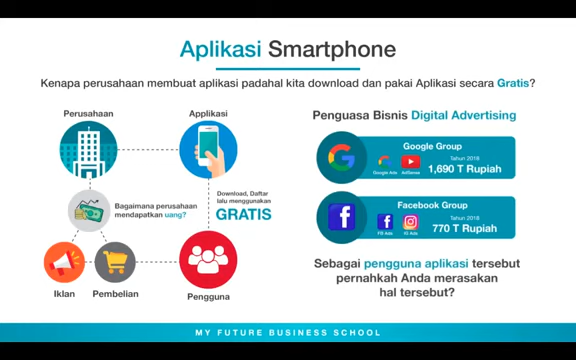 Aplikasi Smartphone
Kenapa perusahaan membuat aplikasi padahal kita download dan pakai Aplikasi secara Gratis?
Perusahaan
Aplikasi
Bagaimana perusahaan
mendapatkan uang?
Download, Daftar
lalu menggunakan
GRATIS
Iklan
Pembelian
Pengguna
Penguasa Bisnis Digital Advertising
Google Group
Google Ads
AdSense
Tahun 2018
1,690 T Rupiah
Facebook Group
FB Ads
IG Ads
Tahun 2018
770 T Rupiah
Sebagai pengguna aplikasi tersebut
pernahkah Anda merasakan
hal tersebut?
MY FUTURE BUSINESS SCHOOL